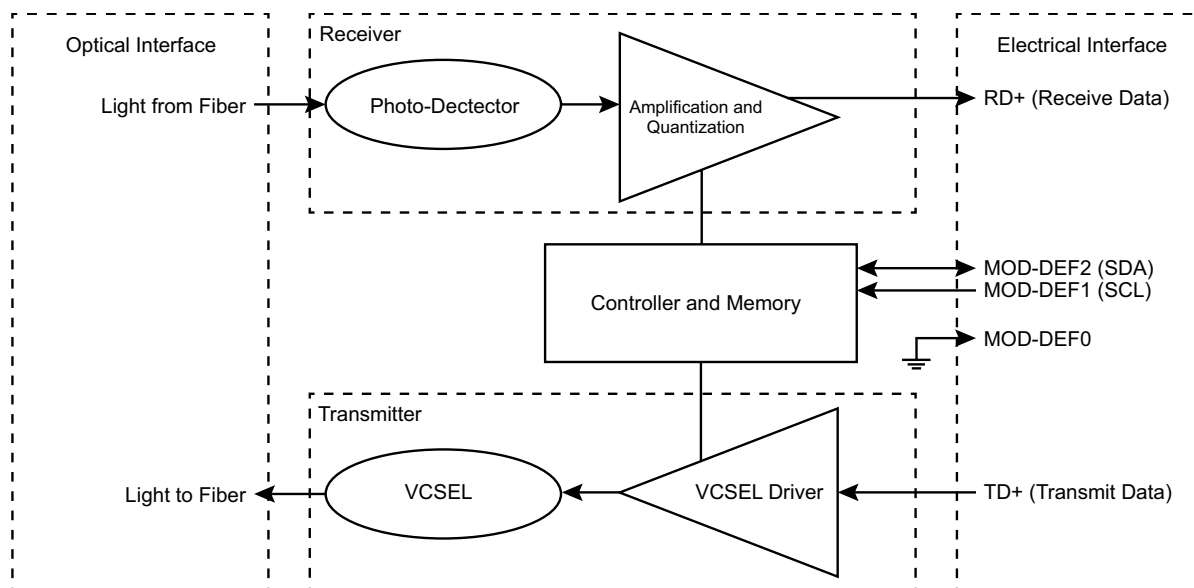 Optical Interface
Receiver
Electrical Interface
Light from Fiber
Photo-Dectector
Amplification and
Quantization
RD+ (Receive Data)
Controller and Memory
MOD-DEF2 (SDA)
MOD-DEF1 (SCL)
MOD-DEF0
Transmitter
Light to Fiber
VCSEL
VCSEL Driver
TD+ (Transmit Data)